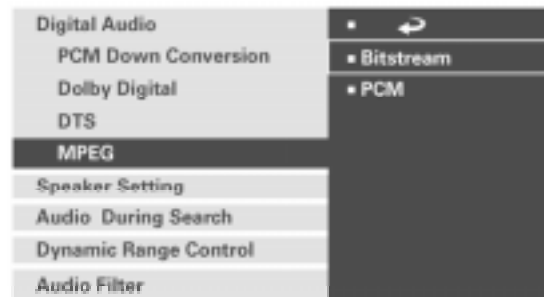 Digital Audio
PCM Down Conversion
Dolby Digital
DTS
MPEG
Speaker Setting
Audio During Search
Dynamic Range Control
Audio Filter
Bitstream
PCM